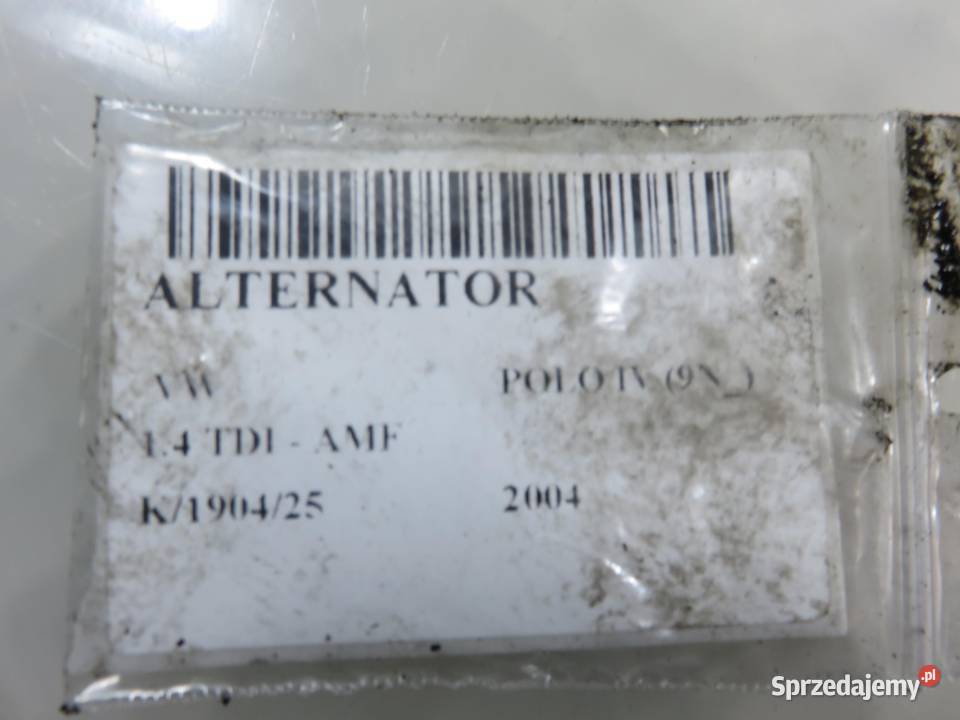 ALTERNATOR
VW POLO IV (9N_)
1.4 TDI - AMF
K/1904/25 2004
Sprzedajemy.pl